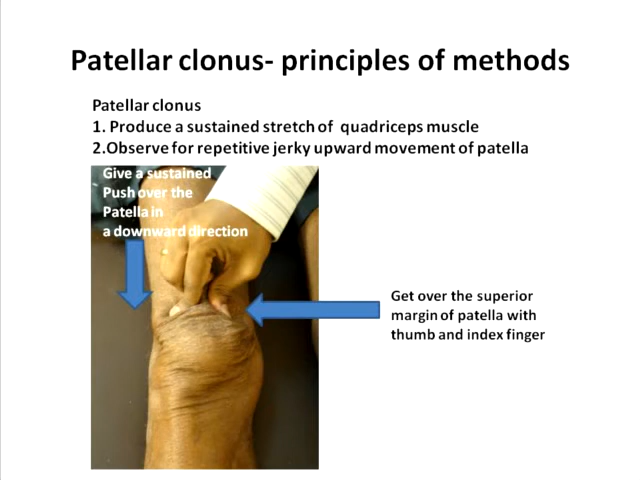 Patellar clonus- principles of methods
Patellar clonus
1. Produce a sustained stretch of quadriceps muscle
2.Observe for repetitive jerky upward movement of patella
Give a sustained
Push over the
Patella in
a downward direction
Get over the superior
margin of patella with
thumb and index finger